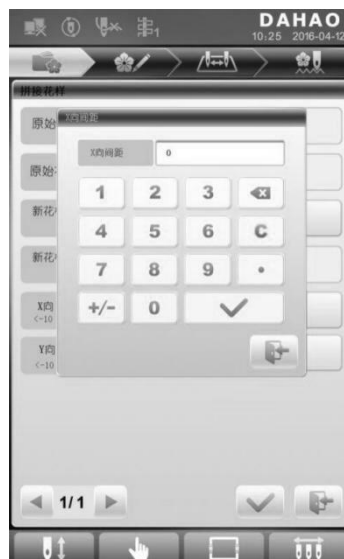 DAHAO
1
10:25 2016-04-12
拼接花样
X向间距
原始
X向间距 0
原始
1 2 3
新花
4 5 6 C
新花
7 8 9 .
X向
<-10
+/- 0
Y向
<-10
1/1